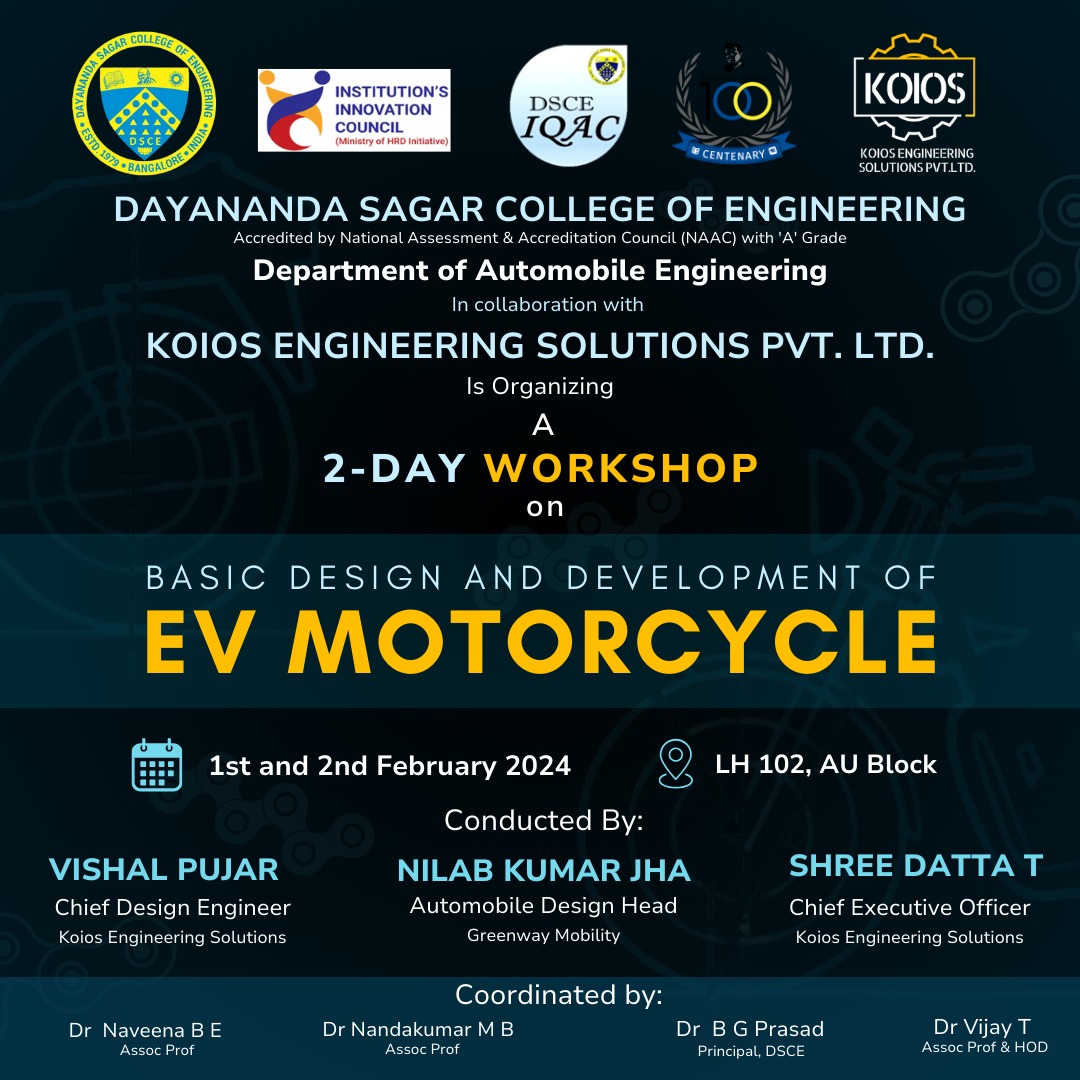 DAYANANDA SAGAR COLLEGE OF ENGINEERING
DSCE
ESTD 1979 • BANGALORE • INDIA
INSTITUTION'S
INNOVATION
COUNCIL
(Ministry of HRD Initiative)
DSCE
IQAC
100
CENTENARY
KOIOS
KOIOS ENGINEERING
SOLUTIONS PVT.LTD.
DAYANANDA SAGAR COLLEGE OF ENGINEERING
Accredited by National Assessment & Accreditation Council (NAAC) with 'A' Grade
Department of Automobile Engineering
In collaboration with
KOIOS ENGINEERING SOLUTIONS PVT. LTD.
Is Organizing
A
2-DAY WORKSHOP
on
BASIC DESIGN AND DEVELOPMENT OF
EV MOTORCYCLE
1st and 2nd February 2024
LH 102, AU Block
Conducted By:
VISHAL PUJAR
Chief Design Engineer
Koios Engineering Solutions
NILAB KUMAR JHA
Automobile Design Head
Greenway Mobility
SHREE DATTA T
Chief Executive Officer
Koios Engineering Solutions
Coordinated by:
Dr Naveena B E
Assoc Prof
Dr Nandakumar M B
Assoc Prof
Dr B G Prasad
Principal, DSCE
Dr Vijay T
Assoc Prof & HOD